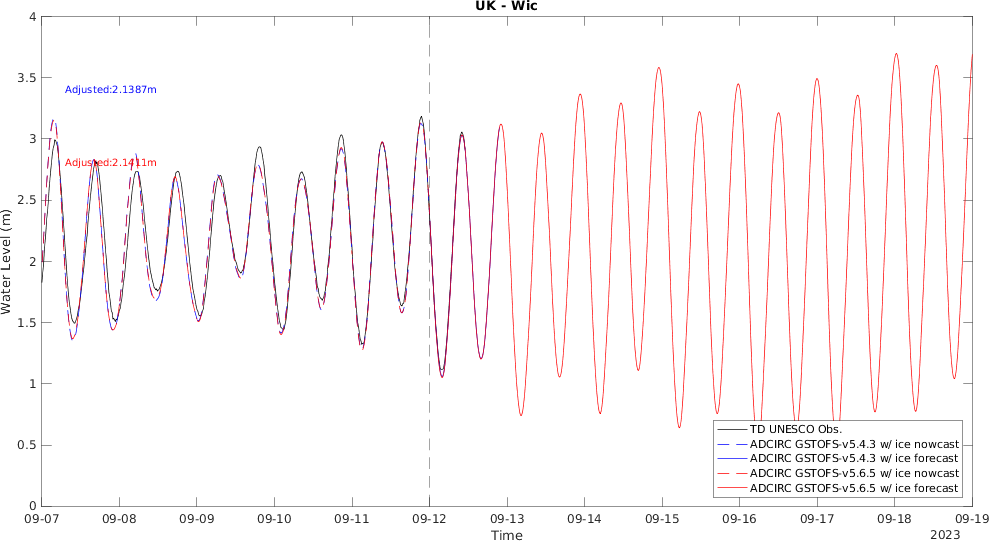 UK - Wic
4
3.5
3
2.5
2
1.5
1
0.5
0
Water Level (m)
Adjusted:2.1387m
Adjusted:2.1411m
TD UNESCO Obs.
ADCIRC GSTOFS-v5.4.3 w/ ice nowcast
ADCIRC GSTOFS-v5.4.3 w/ ice forecast
ADCIRC GSTOFS-v5.6.5 w/ ice nowcast
ADCIRC GSTOFS-v5.6.5 w/ ice forecast
09-07 09-08 09-09 09-10 09-11 09-12 09-13 09-14 09-15 09-16 09-17 09-18 09-19
Time
2023